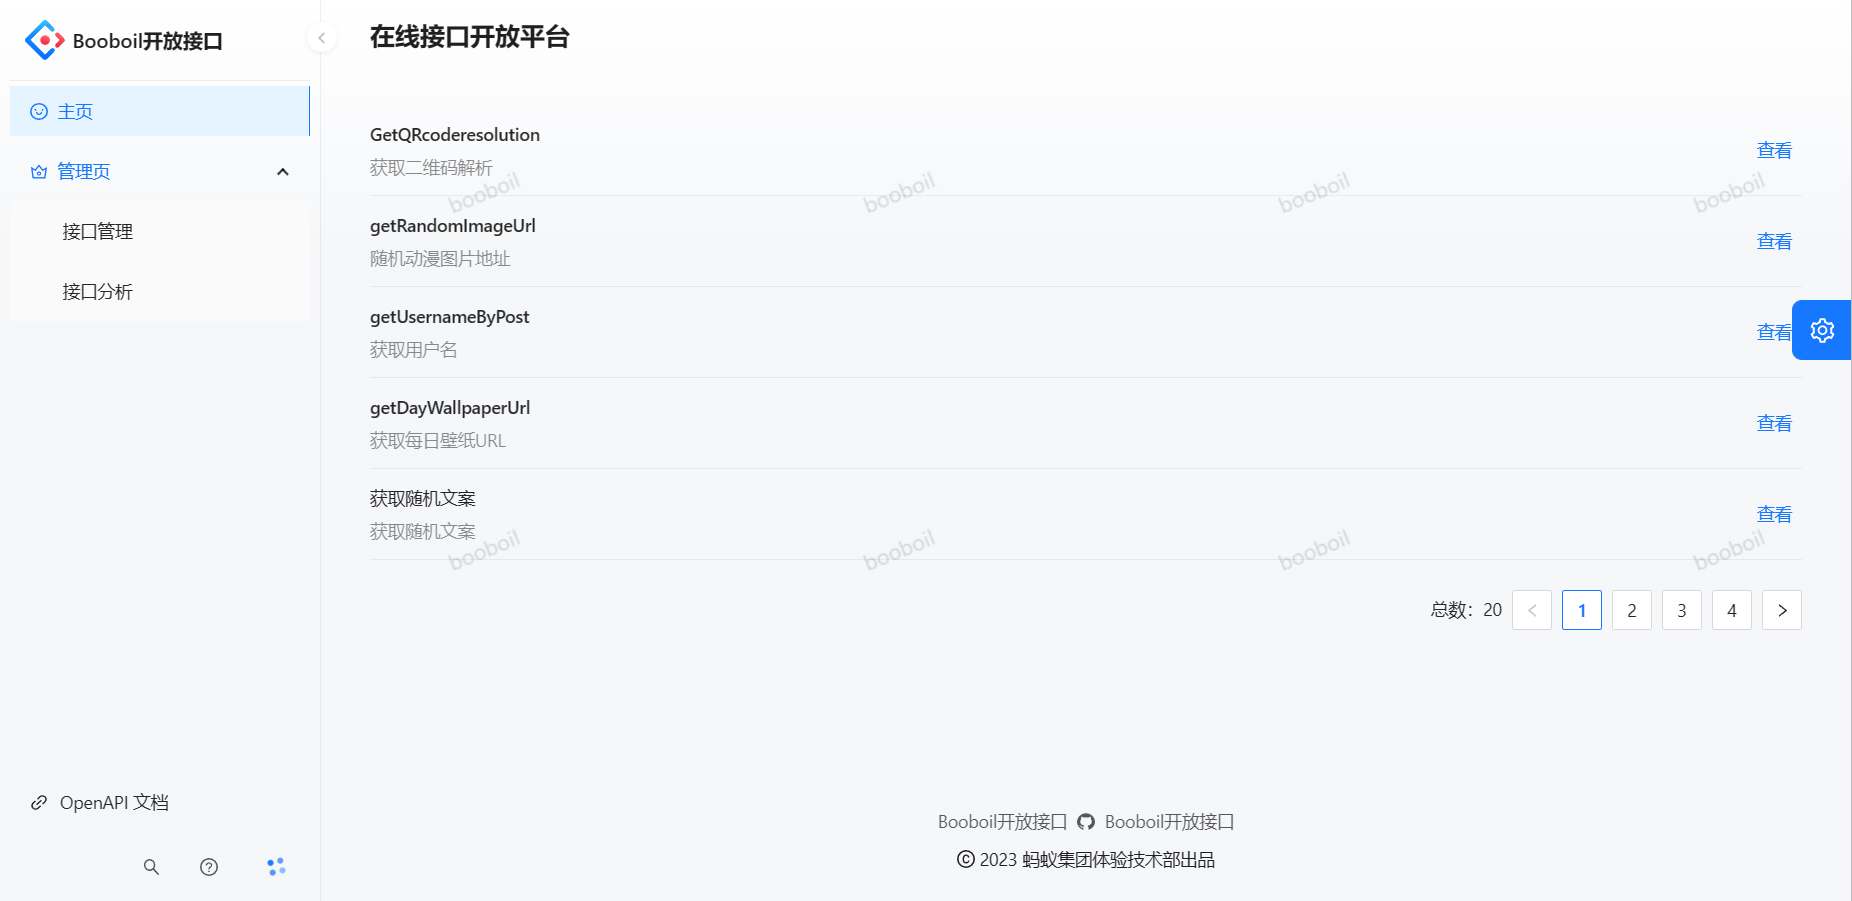 Booboil开放接口
主页
管理页
接口管理
接口分析
OpenAPI 文档
在线接口开放平台
GetQRcoderesolution
获取二维码解析
查看
booboil booboil booboil booboil
getRandomImageUrl
随机动漫图片地址
查看
getUsernameByPost
获取用户名
查看
getDayWallpaperUrl
获取每日壁纸URL
查看
获取随机文案
获取随机文案
查看
booboil booboil booboil booboil
总数：20 < 1 2 3 4 >
Booboil开放接口 Booboil开放接口
© 2023 蚂蚁集团体验技术部出品